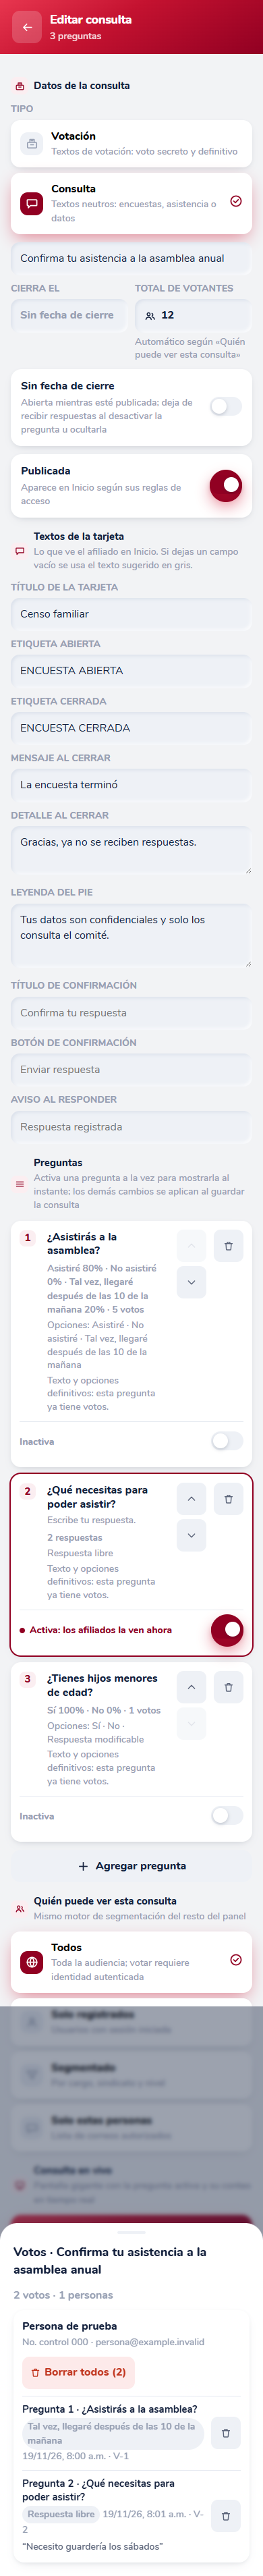 Editar consulta
3 preguntas
Datos de la consulta
TIPO
Votación
Textos de votación: voto secreto y definitivo
Consulta
Textos neutros: encuestas, asistencia o
datos
Confirma tu asistencia a la asamblea anual
CIERRA EL
TOTAL DE VOTANTES
Sin fecha de cierre
12
Automático según «Quién
puede ver esta consulta»
Sin fecha de cierre
Abierta mientras esté publicada; deja de
recibir respuestas al desactivar la
pregunta u ocultarla
Publicada
Aparece en Inicio según sus reglas de
acceso
Textos de la tarjeta
Lo que ve el afiliado en Inicio. Si dejas un campo
vacío se usa el texto sugerido en gris.
TÍTULO DE LA TARJETA
Censo familiar
ETIQUETA ABIERTA
ENCUESTA ABIERTA
ETIQUETA CERRADA
ENCUESTA CERRADA
MENSAJE AL CERRAR
La encuesta terminó
DETALLE AL CERRAR
Gracias, ya no se reciben respuestas.
LEYENDA DEL PIE
Tus datos son confidenciales y solo los
consulta el comité.
TÍTULO DE CONFIRMACIÓN
Confirma tu respuesta
BOTÓN DE CONFIRMACIÓN
Enviar respuesta
AVISO AL RESPONDER
Respuesta registrada
Preguntas
Activa una pregunta a la vez para mostrarla al
instante; los demás cambios se aplican al guardar
la consulta
1
¿Asistirás a la
asamblea?
Asistiré 80% · No asistiré
0% · Tal vez, llegaré
después de las 10 de la
mañana 20% · 5 votos
Opciones: Asistiré · No
asistiré · Tal vez, llegaré
después de las 10 de la
mañana
Texto y opciones
definitivos: esta pregunta
ya tiene votos.
Inactiva
2
¿Qué necesitas para
poder asistir?
Escribe tu respuesta.
2 respuestas
Respuesta libre
Texto y opciones
definitivos: esta pregunta
ya tiene votos.
Activa: los afiliados la ven ahora
3
¿Tienes hijos menores
de edad?
Sí 100% · No 0% · 1 votos
Opciones: Sí · No ·
Respuesta modificable
Texto y opciones
definitivos: esta pregunta
ya tiene votos.
Inactiva
Agregar pregunta
Quién puede ver esta consulta
Mismo motor de segmentación del resto del panel
Todos
Toda la audiencia; votar requiere
identidad autenticada
Solo registrados
Segmentado
Solo estas personas
Consulta en vivo
Votos · Confirma tu asistencia a la
asamblea anual
2 votos · 1 personas
Persona de prueba
No. control 000 · persona@example.invalid
Borrar todos (2)
Pregunta 1 · ¿Asistirás a la asamblea?
Tal vez, llegaré después de las 10 de la
mañana
19/11/26, 8:00 a.m. · V-1
Pregunta 2 · ¿Qué necesitas para
poder asistir?
Respuesta libre 19/11/26, 8:01 a.m. · V-
2
“Necesito guardería los sábados”